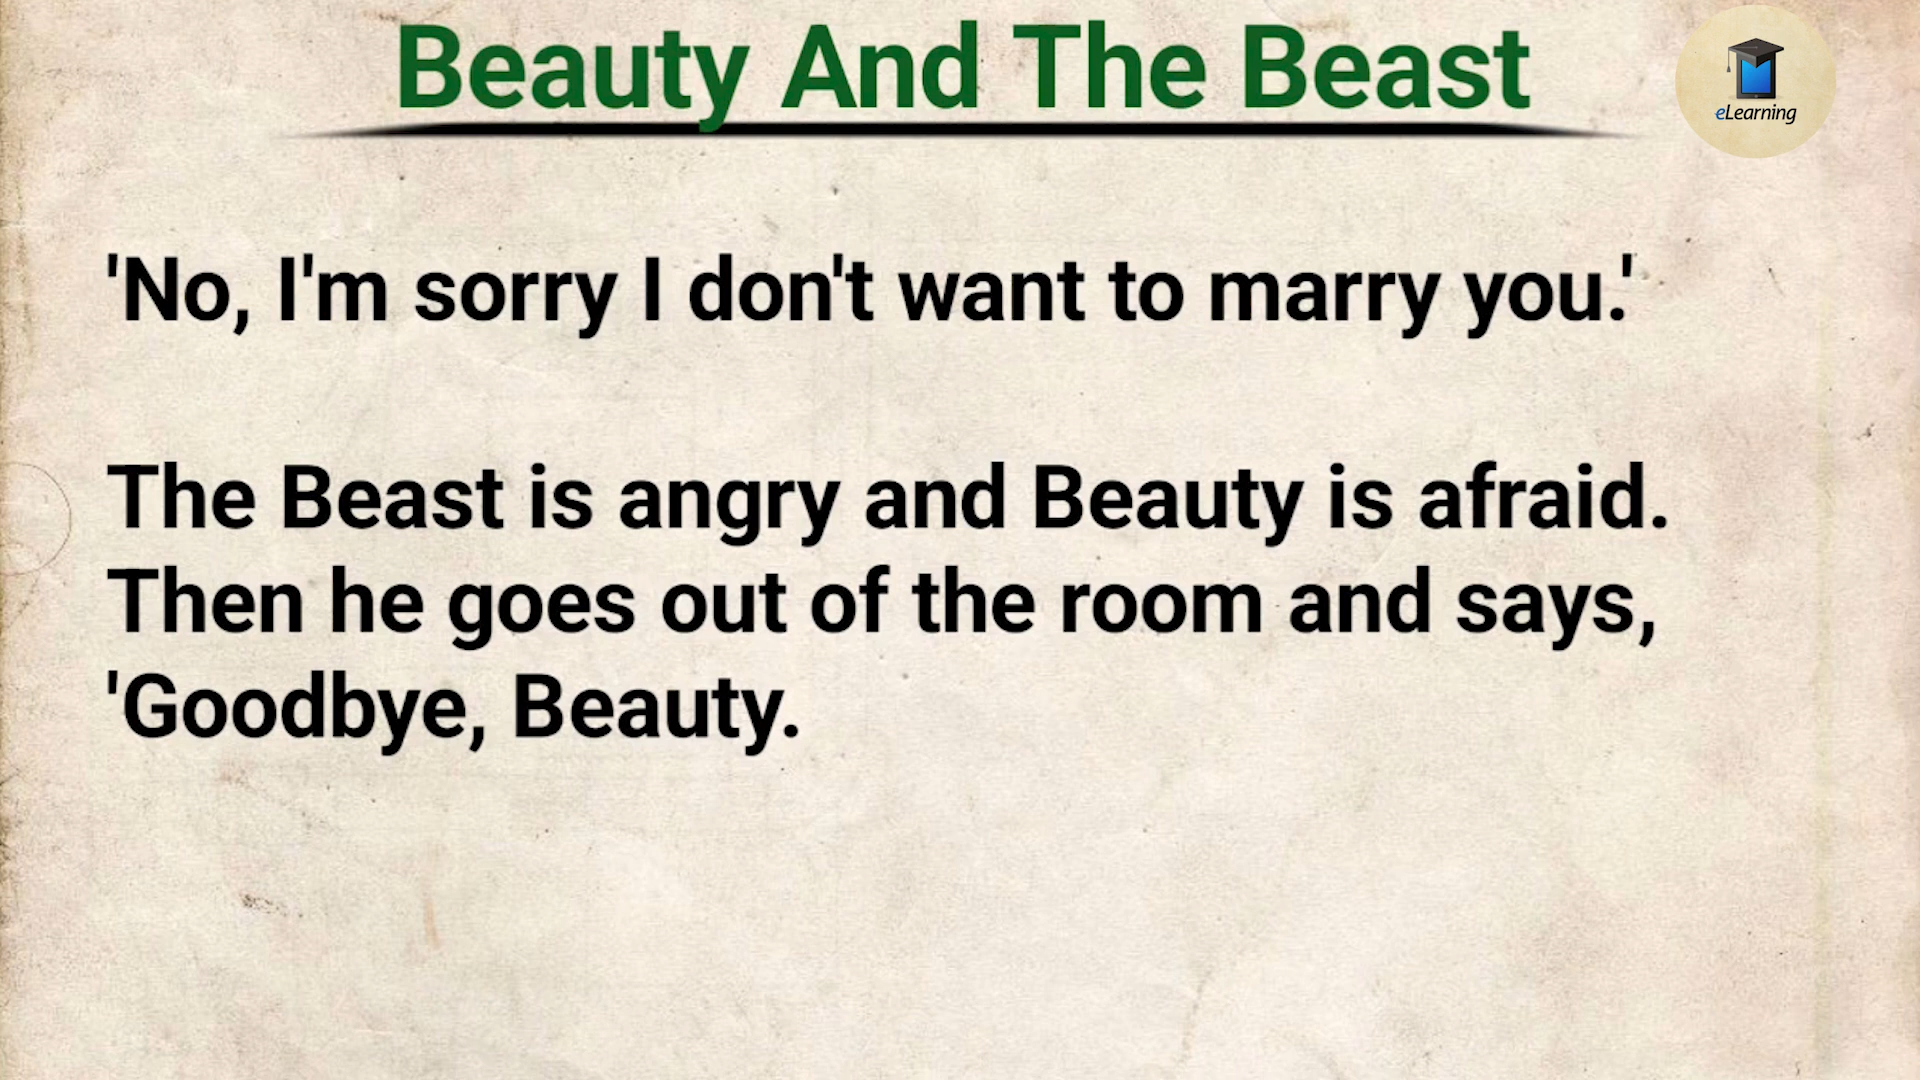 Beauty And The Beast
eLearning
'No, I'm sorry I don't want to marry you.'
The Beast is angry and Beauty is afraid.
Then he goes out of the room and says,
'Goodbye, Beauty.